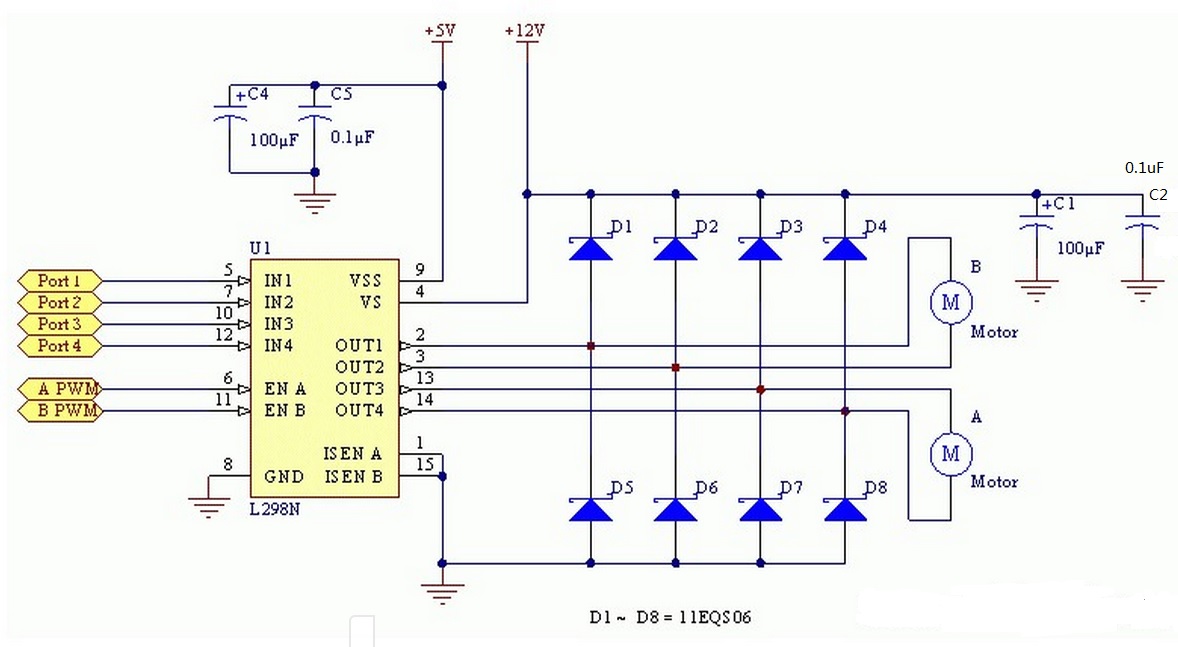 +5V
+12V
+C4
C5
100µF
0.1µF
0.1uF
C2
+C1
100µF
D1
D2
D3
D4
U1
Port 1
Port 2
Port 3
Port 4
A PWM
B PWM
5
7
10
12
6
11
8
IN1
IN2
IN3
IN4
EN A
EN B
GND
VSS
VS
OUT1
OUT2
OUT3
OUT4
ISEN A
ISEN B
9
4
2
3
13
14
1
15
L298N
B
M
Motor
A
M
Motor
D5
D6
D7
D8
D1 ~ D8 = 11EQS06